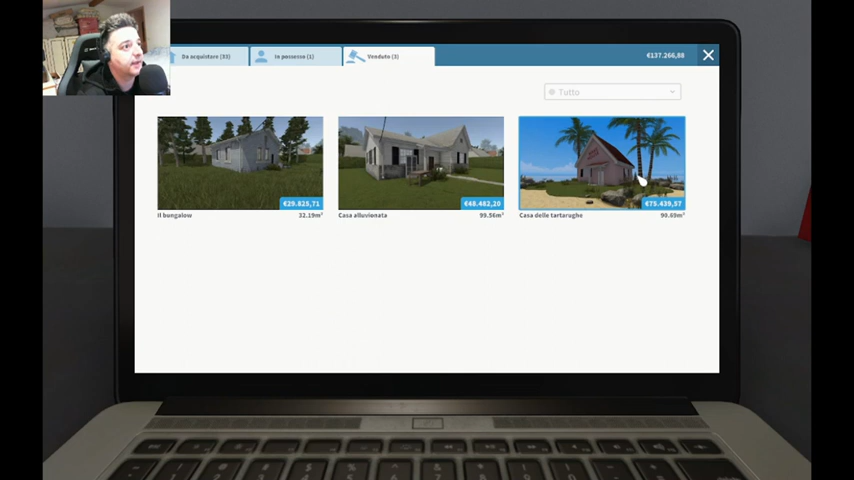 Da acquistare (33)
In possesso (1)
Venduto (3)
€137.266,88
Tutto
€29.825,71
€48.482,20
€75.439,57
Il bungalow
32.19m²
Casa alluvionata
99.56m²
Casa delle tartarughe
90.60m²